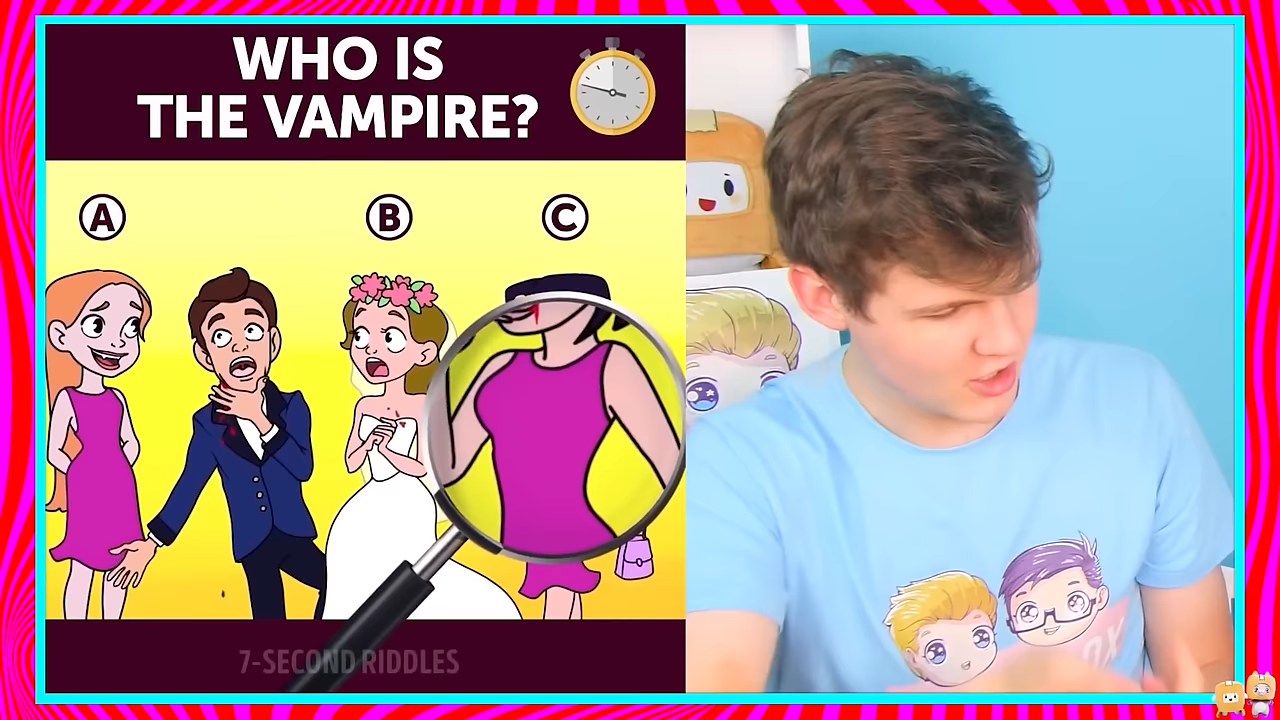 WHO IS
THE VAMPIRE?
A
B
C
7-SECOND RIDDLES